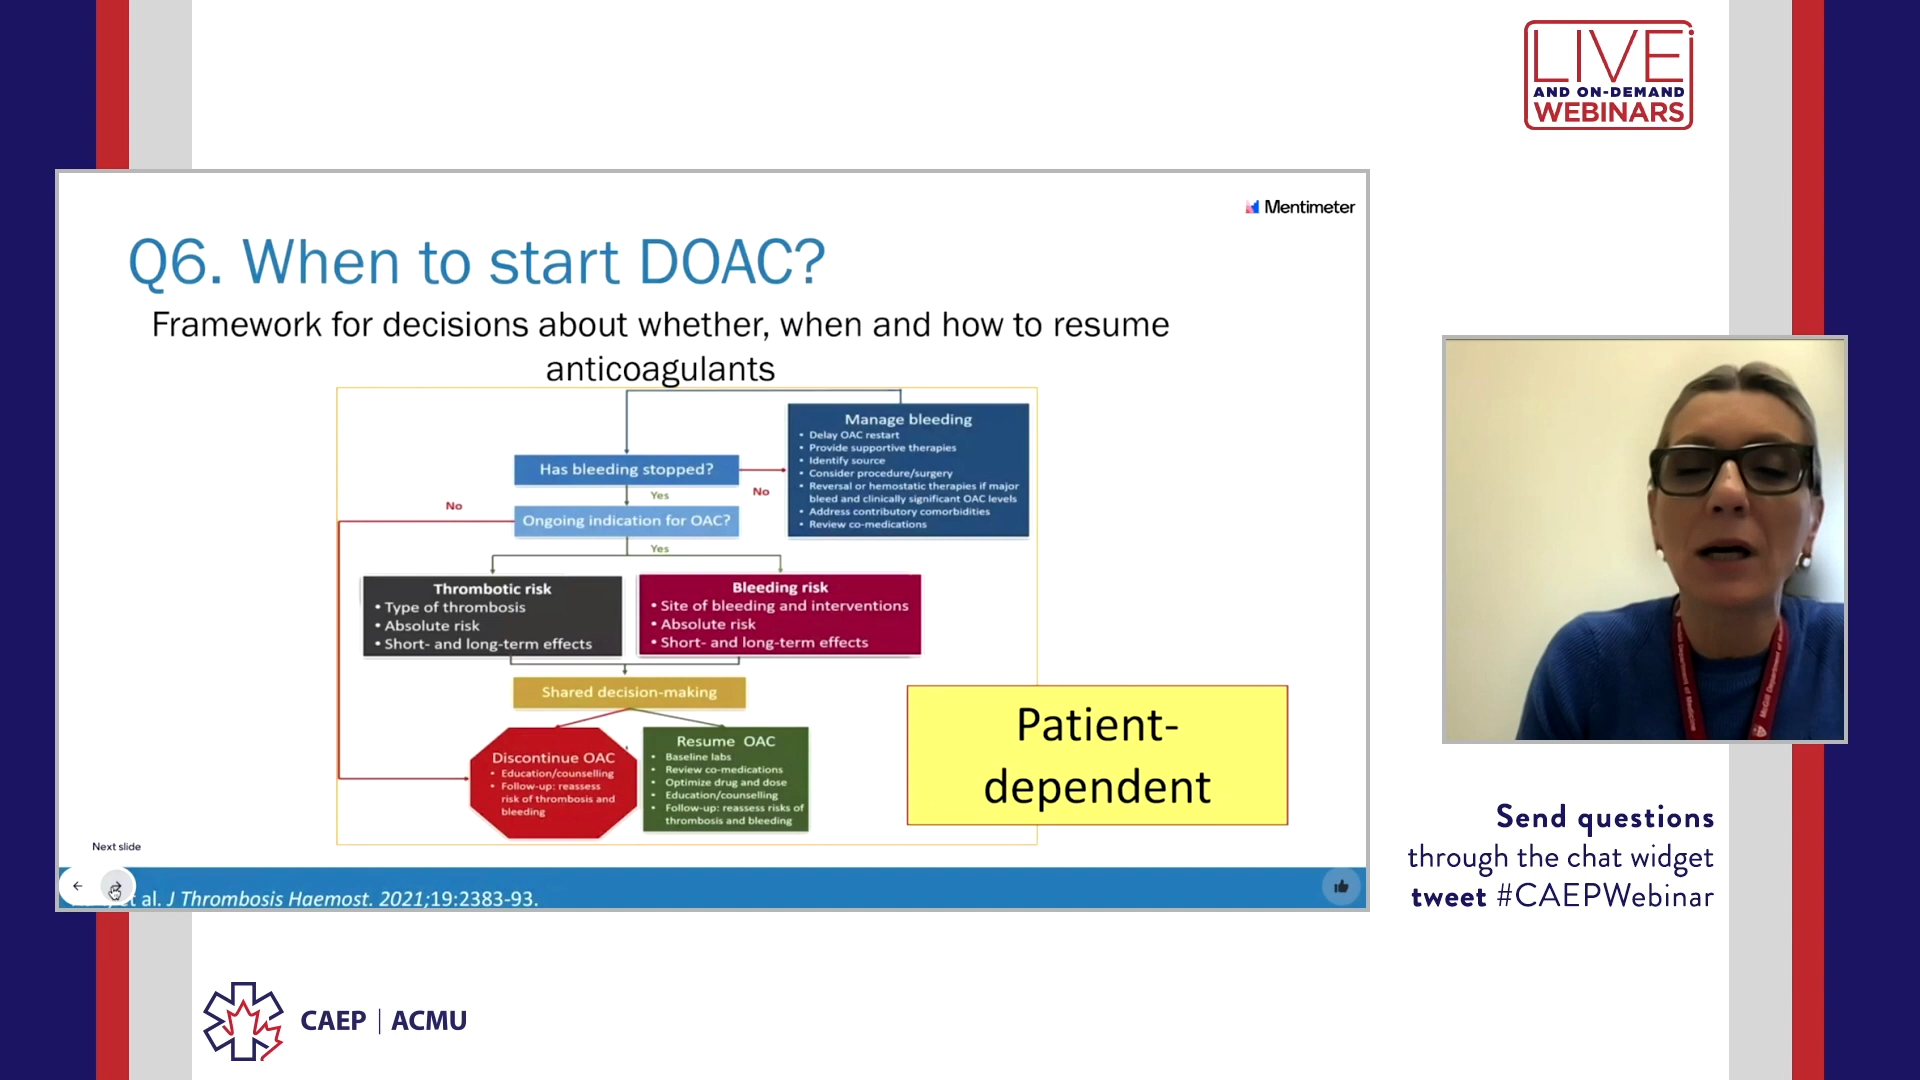 LIVE
AND ON-DEMAND
WEBINARS
Mentimeter
Q6. When to start DOAC?
Framework for decisions about whether, when and how to resume
anticoagulants
Has bleeding stopped?
Yes
No
Manage bleeding
• Delay OAC restart
• Provide supportive therapies
• Identify source
• Consider procedure/surgery
• Reversal or hemostatic therapies if major
bleed and clinically significant OAC levels
• Address contributory comorbidities
• Review co-medications
No
Ongoing indication for OAC?
Yes
Thrombotic risk
• Type of thrombosis
• Absolute risk
• Short- and long-term effects
Bleeding risk
• Site of bleeding and interventions
• Absolute risk
• Short- and long-term effects
Shared decision-making
Discontinue OAC
• Education/counselling
• Follow-up: reassess
risk of thrombosis and
bleeding
Resume OAC
• Baseline labs
• Review co-medications
• Optimize drug and dose
• Education/counselling
• Follow-up: reassess risks of
thrombosis and bleeding
Patient-
dependent
Next slide
al. J Thrombosis Haemost. 2021;19:2383-93.
Send questions
through the chat widget
tweet #CAEPWebinar
CAEP | ACMU